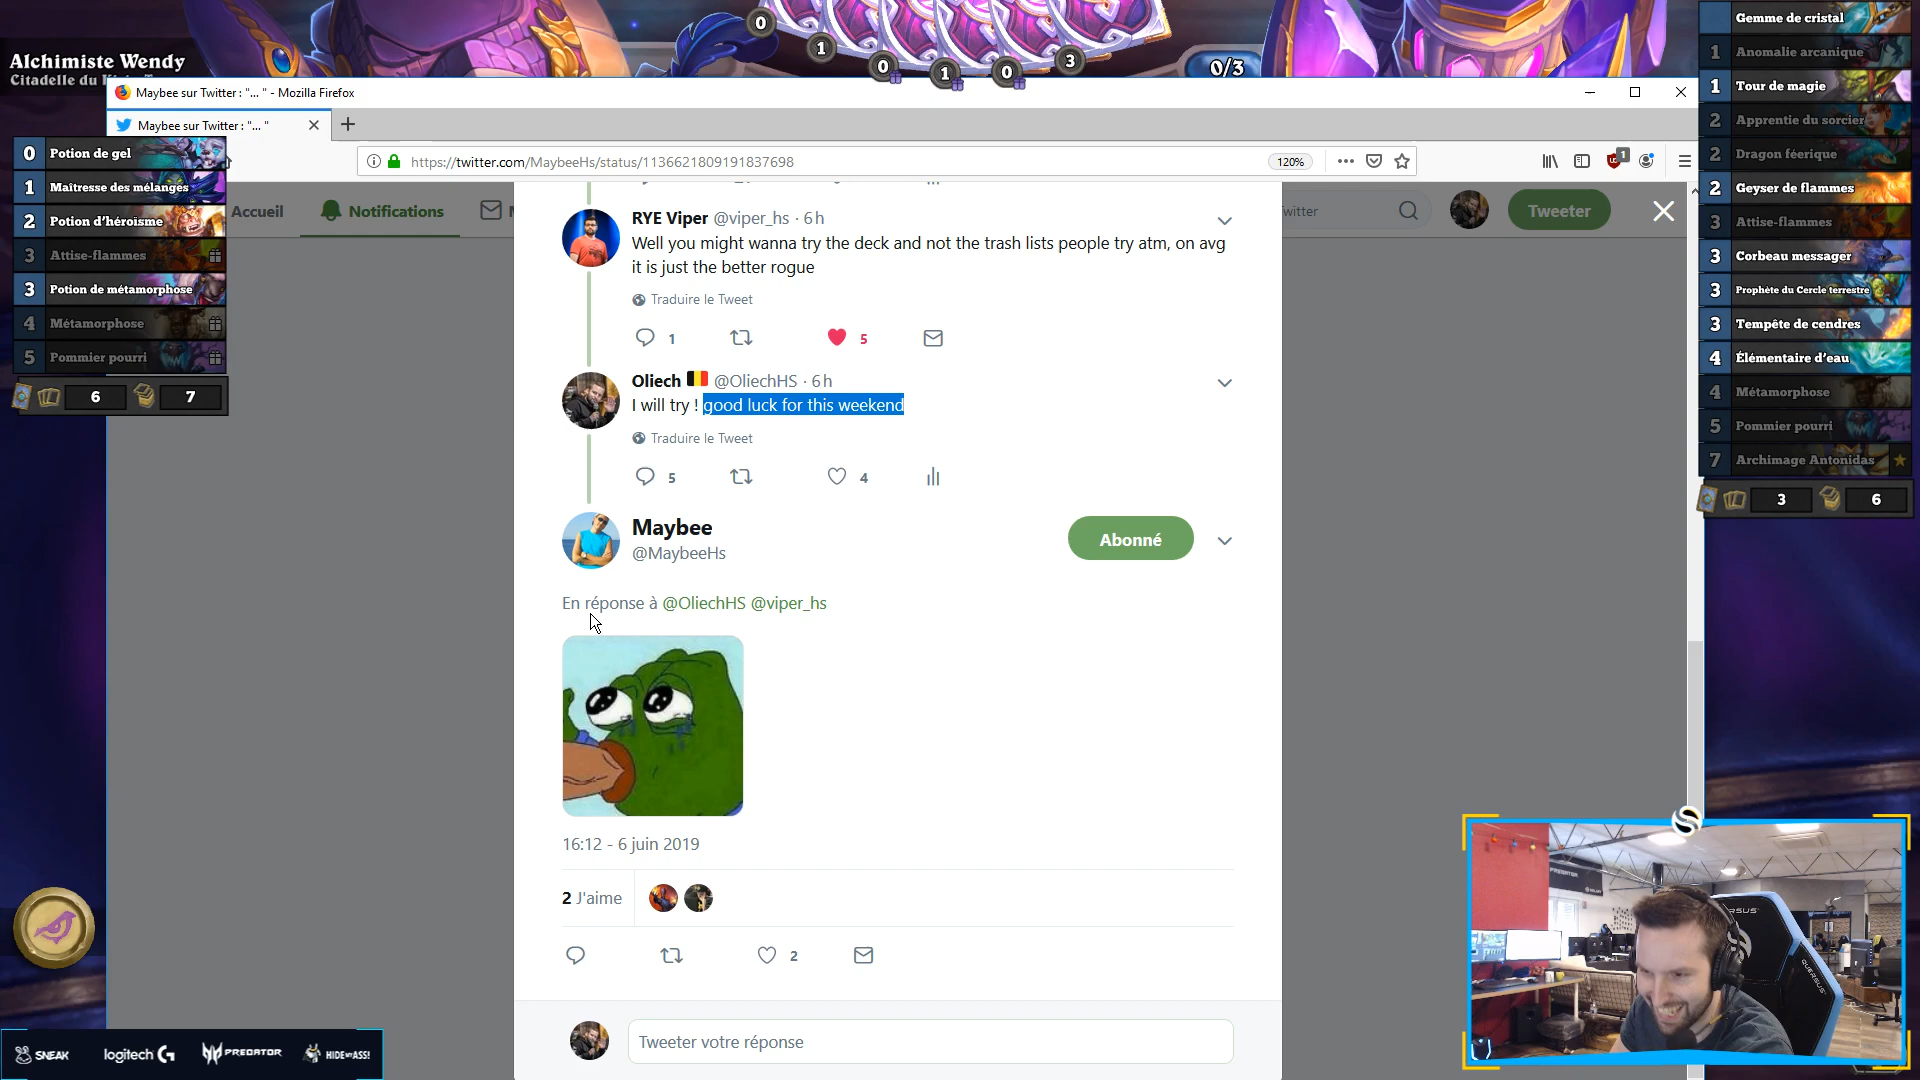 Alchimiste Wendy
Citadelle du
0
1
0
1
0
3
0/3
Maybee sur Twitter : "... " - Mozilla Firefox
Maybee sur Twitter : "... "
https://twitter.com/MaybeeHs/status/1136621809191837698
120%
1
Accueil
Notifications
M
Twitter
Tweeter
0 Potion de gel
1 Maîtresse des mélanges
2 Potion d'héroïsme
3 Attise-flammes
3 Potion de métamorphose
4 Métamorphose
5 Pommier pourri
6
7
RYE Viper @viper_hs · 6 h
Well you might wanna try the deck and not the trash lists people try atm, on avg
it is just the better rogue
Traduire le Tweet
1
5
Oliech @OliechHS · 6 h
I will try ! good luck for this weekend
Traduire le Tweet
5
4
Maybee
@MaybeeHs
Abonné
En réponse à @OliechHS @viper_hs
16:12 - 6 juin 2019
2 J'aime
2
Tweeter votre réponse
Gemme de cristal
1 Anomalie arcanique
1 Tour de magie
2 Apprentie du sorcier
2 Dragon féerique
2 Geyser de flammes
3 Attise-flammes
3 Corbeau messager
3 Prophète du Cercle terrestre
3 Tempête de cendres
4 Élémentaire d'eau
4 Métamorphose
5 Pommier pourri
7 Archimage Antonidas
3
6
PREDATOR
QUERSUS
SNEAK
logitech G
PREDATOR
HIDE MY ASS!